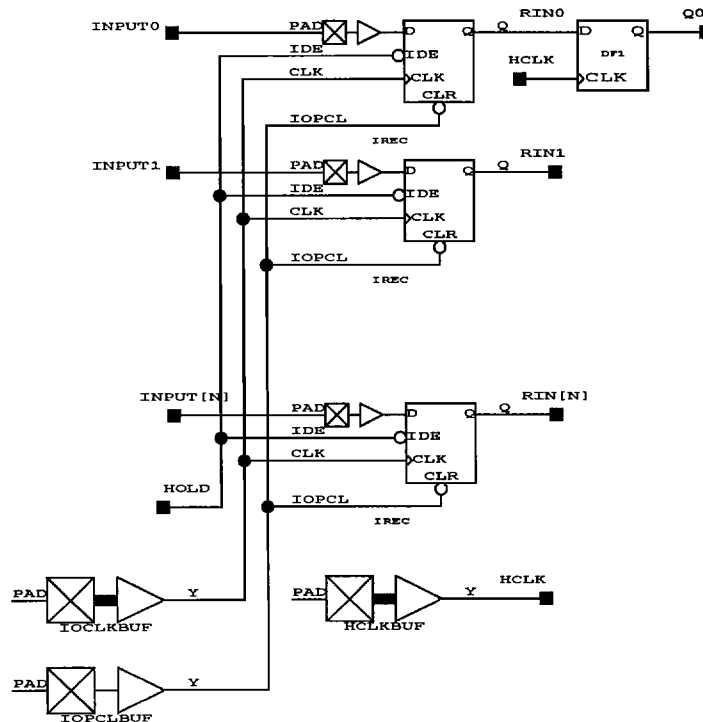 INPUT0 PAD D Q Q RIN0 D Q Q0
IDE IDE HCLK DF1
CLK CLK CLK
CLR
IOPCL IREC
INPUT1 PAD D Q Q RIN1
IDE IDE
CLK CLK
CLR
IOPCL
IREC
INPUT[N] PAD D Q Q RIN[N]
IDE IDE
CLK CLK
CLR
HOLD IOPCL
IREC
PAD Y PAD Y HCLK
IOCLKBUF HCLKBUF
PAD Y
IOPCLBUF